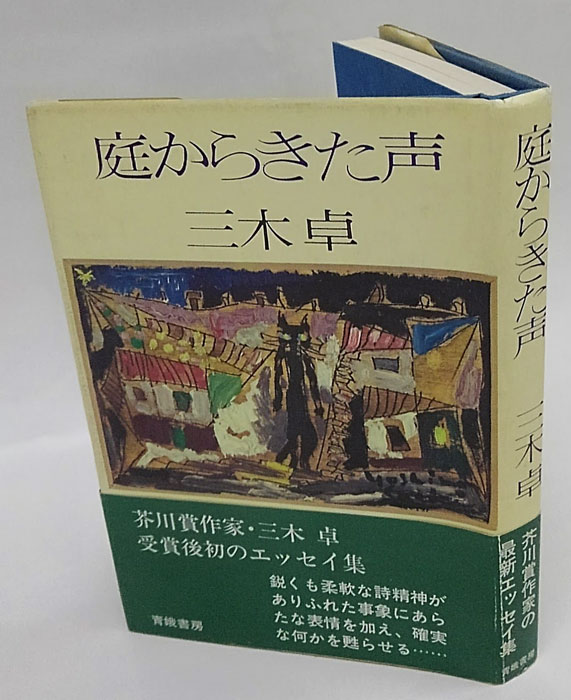 庭からきた声
三木 卓
芥川賞作家・三木 卓
受賞後初のエッセイ集
鋭くも柔軟な詩精神が
ありふれた事象にあら
たな表情を加え、確実
な何かを甦らせる……
青娥書房
庭からきた声 三木 卓
芥川賞作家の
最新エッセイ集
青娥書房